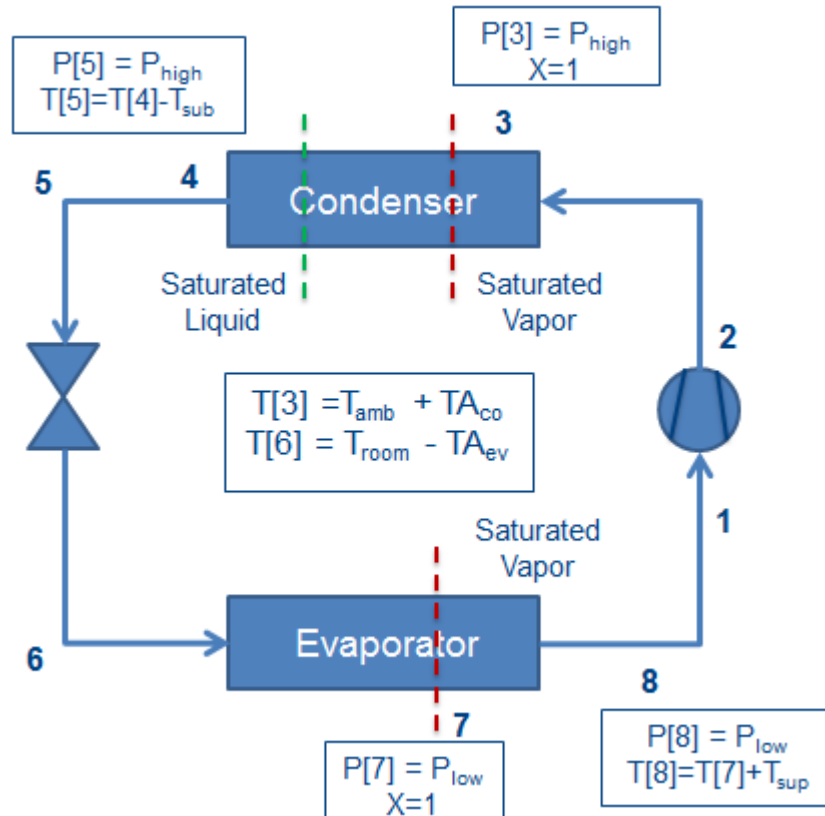 P[3] = P_high
X=1
P[5] = P_high
T[5]=T[4]-T_sub
3
5
4
Condenser
Saturated
Liquid
Saturated
Vapor
2
T[3] =T_amb + TA_co
T[6] = T_room - TA_ev
1
Saturated
Vapor
6
Evaporator
8
7
P[7] = P_low
X=1
P[8] = P_low
T[8]=T[7]+T_sup